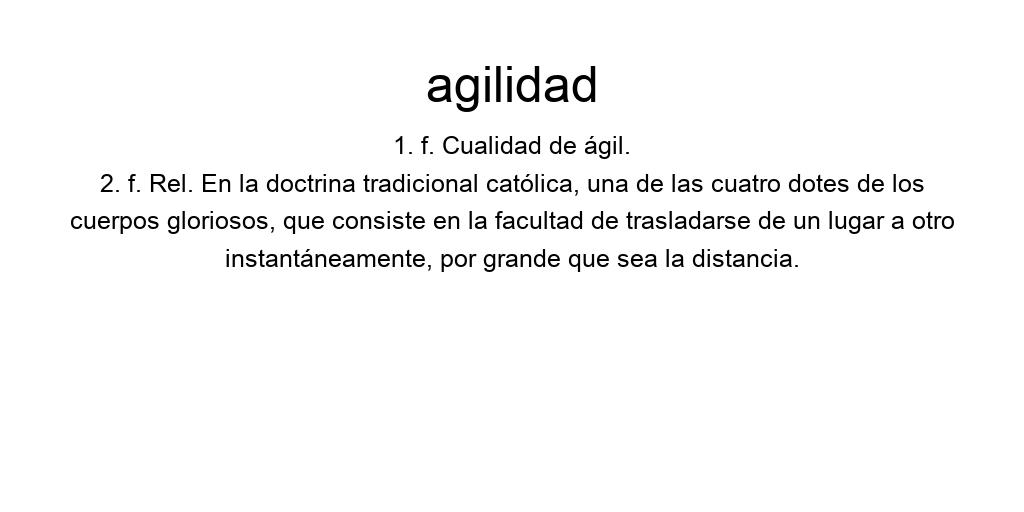 agilidad
1. f. Cualidad de ágil.
2. f. Rel. En la doctrina tradicional católica, una de las cuatro dotes de los
cuerpos gloriosos, que consiste en la facultad de trasladarse de un lugar a otro
instantáneamente, por grande que sea la distancia.